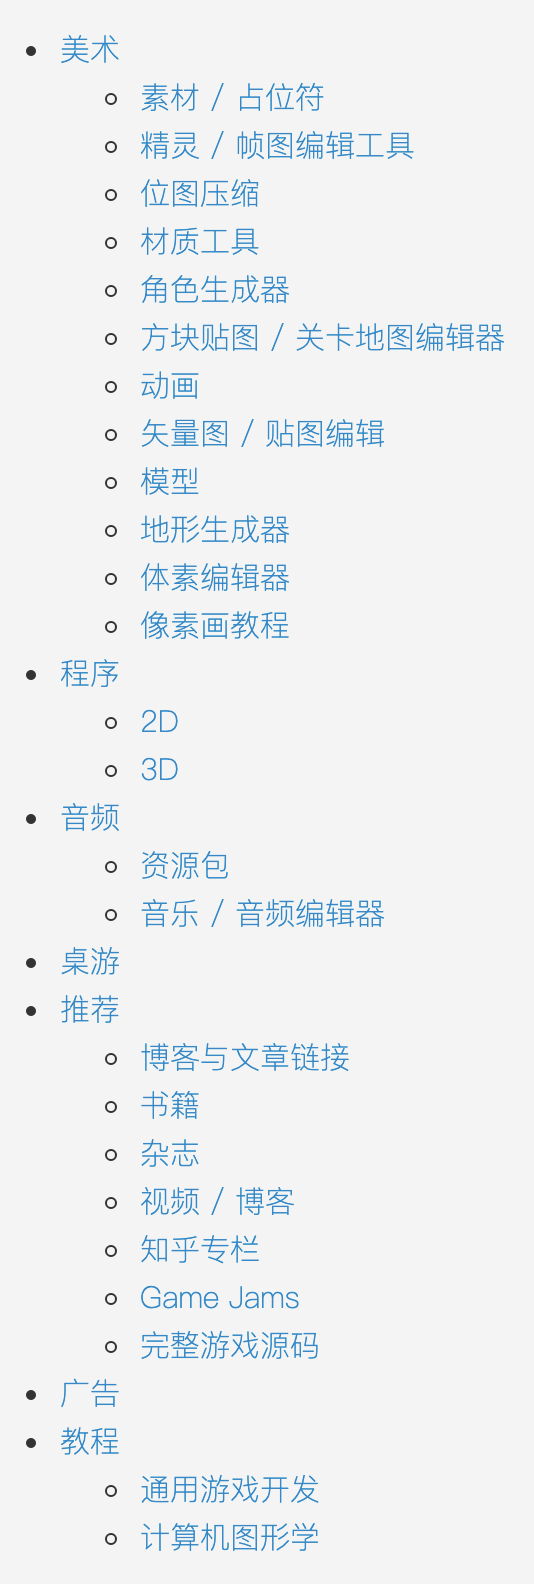 美术
素材 / 占位符
精灵 / 帧图编辑工具
位图压缩
材质工具
角色生成器
方块贴图 / 关卡地图编辑器
动画
矢量图 / 贴图编辑
模型
地形生成器
体素编辑器
像素画教程
程序
2D
3D
音频
资源包
音乐 / 音频编辑器
桌游
推荐
博客与文章链接
书籍
杂志
视频 / 博客
知乎专栏
Game Jams
完整游戏源码
广告
教程
通用游戏开发
计算机图形学